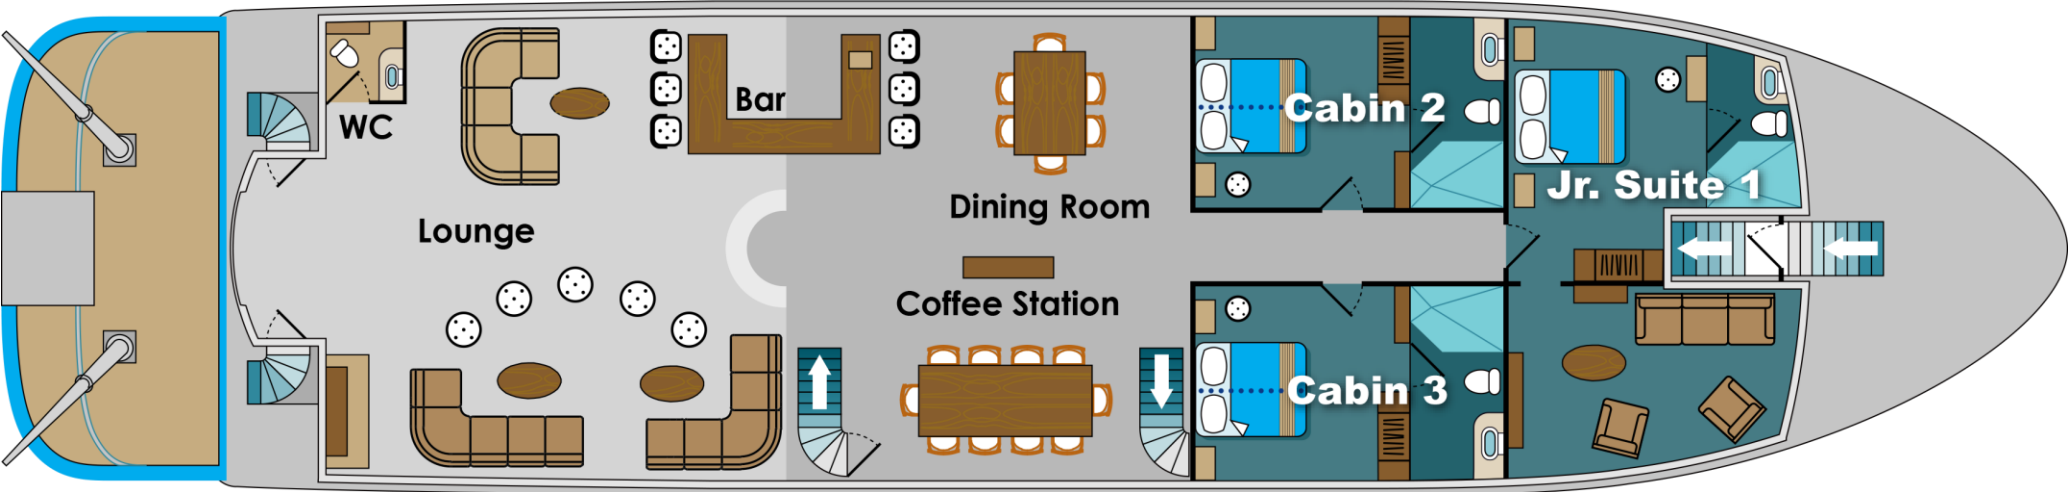 WC
Bar
Lounge
Dining Room
Coffee Station
Cabin 2
Jr. Suite 1
Cabin 3